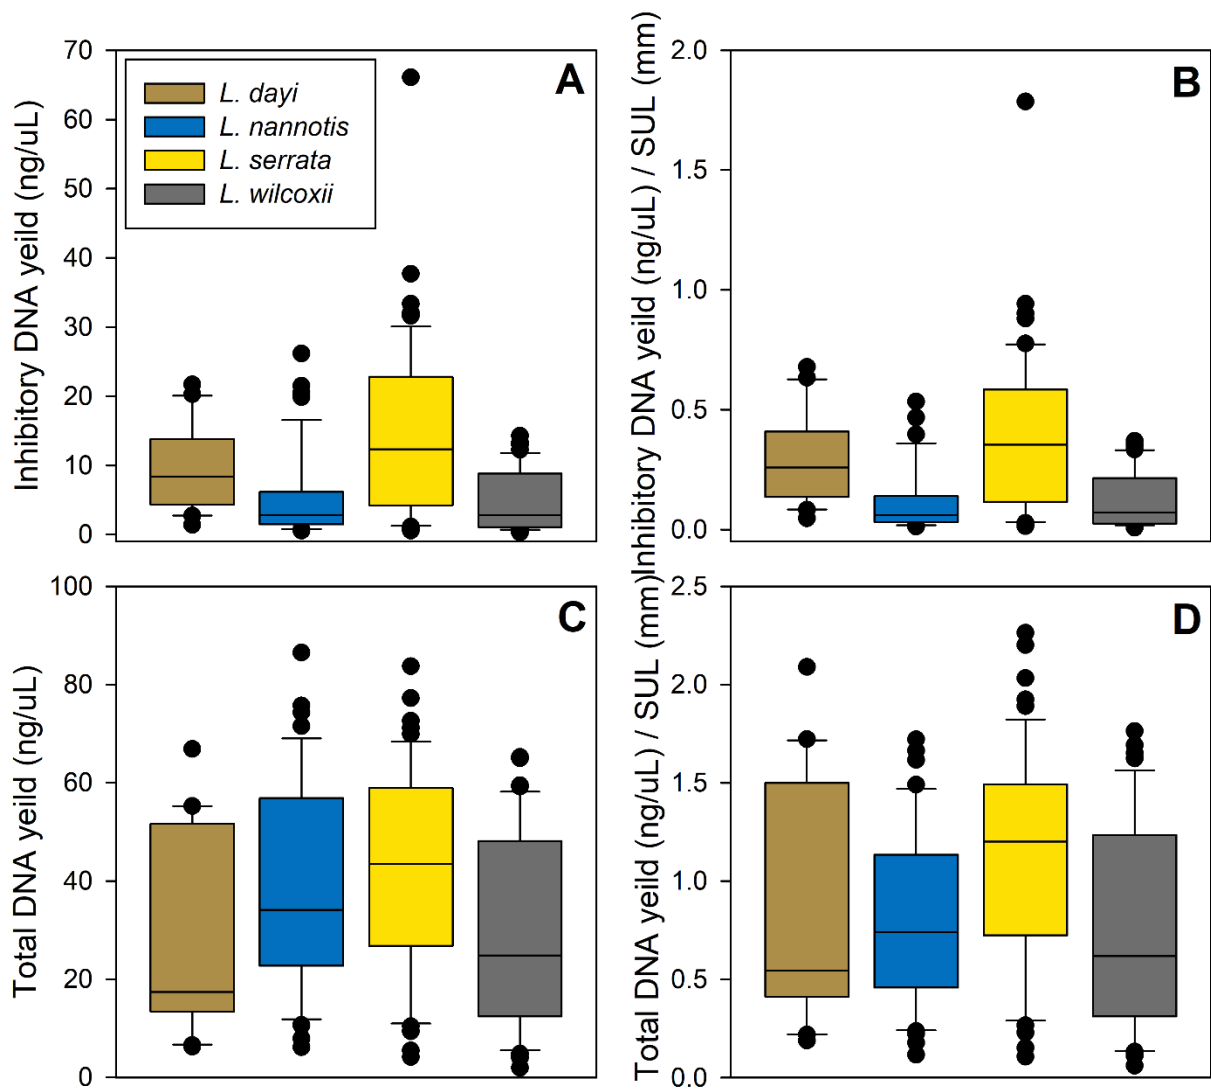 A
Inhibitory DNA yeild (ng/uL)
70
60
50
40
30
20
10
0
L. dayi
L. nannotis
L. serrata
L. wilcoxii
B
Inhibitory DNA yeild (ng/uL) / SUL (mm)
2.0
1.5
1.0
0.5
0.0
C
Total DNA yeild (ng/uL)
100
80
60
40
20
0
D
Total DNA yeild (ng/uL) / SUL (mm)
2.5
2.0
1.5
1.0
0.5
0.0